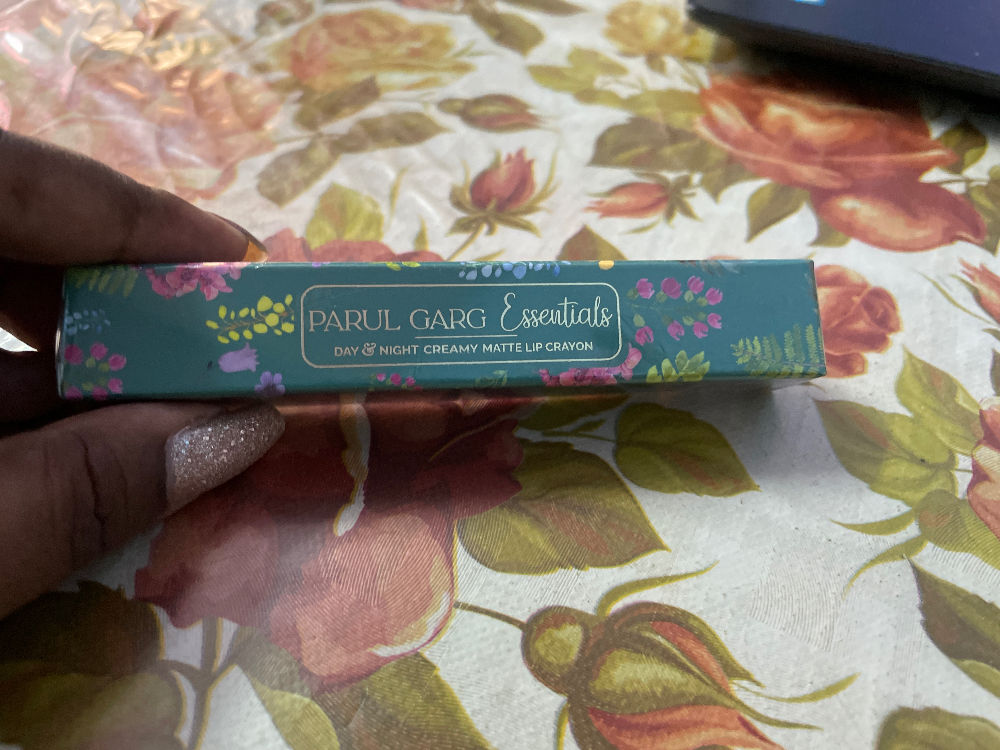 PARUL GARG Essentials
DAY & NIGHT CREAMY MATTE LIP CRAYON